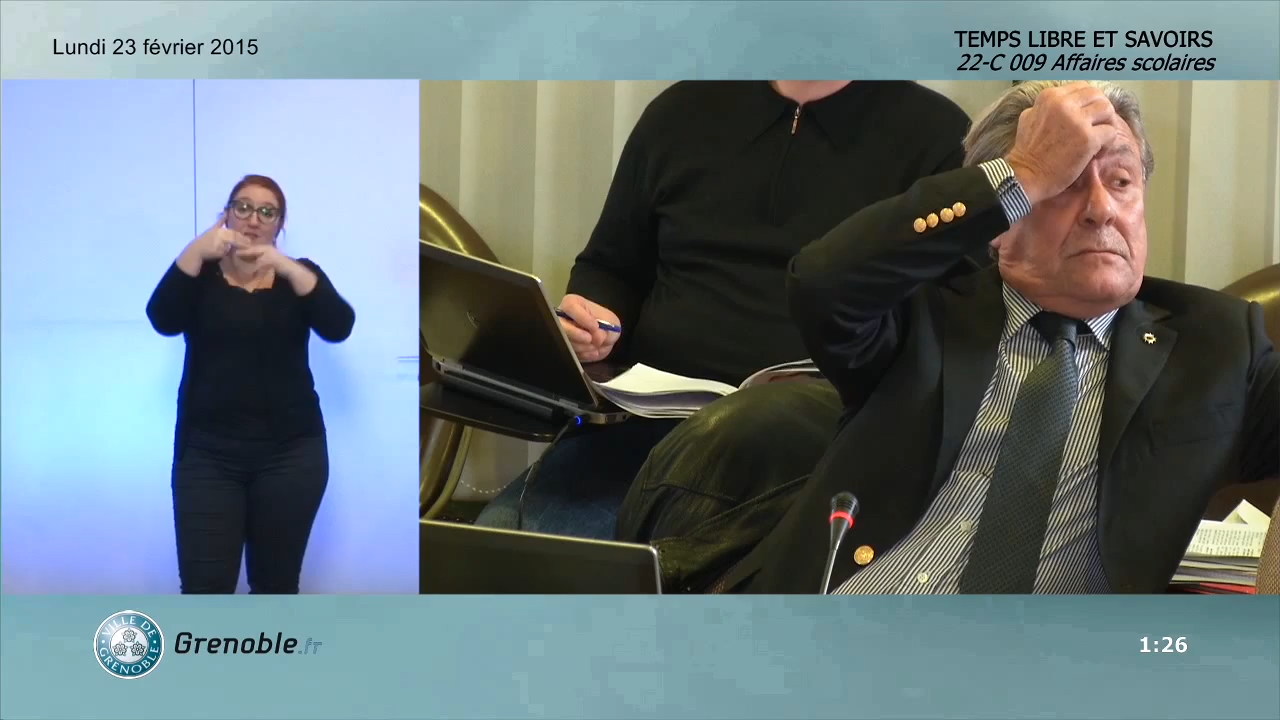 Lundi 23 février 2015
TEMPS LIBRE ET SAVOIRS
22-C 009 Affaires scolaires
VILLE DE GRENOBLE
Grenoble.fr
1:26